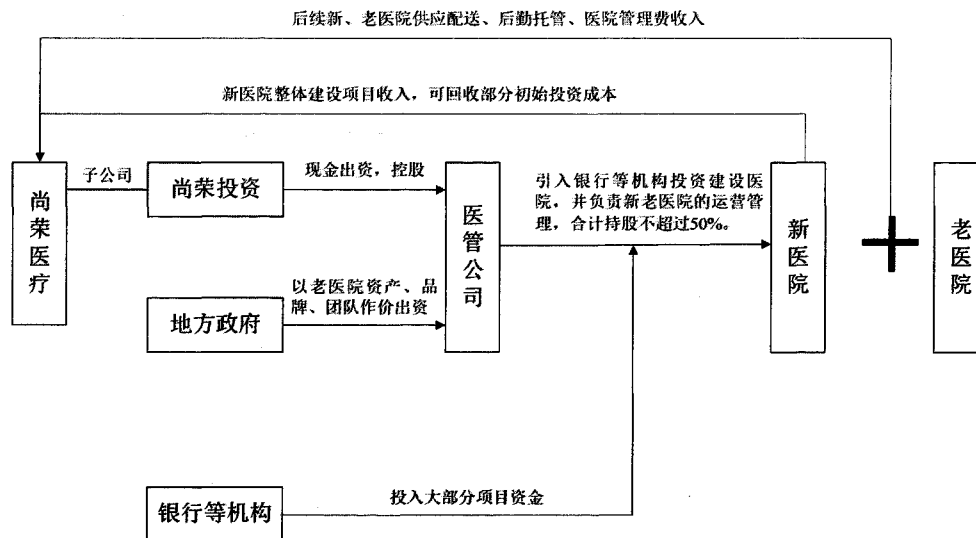 后续新、老医院供应配送、后勤托管、医院管理费收入
新医院整体建设项目收入，可回收部分初始投资成本
尚荣医疗
子公司
尚荣投资
现金出资，控股
医管公司
引入银行等机构投资建设医
院，并负责新老医院的运营管
理，合计持股不超过50%。
新医院
老医院
地方政府
以老医院资产、品
牌、团队作价出资
银行等机构
投入大部分项目资金